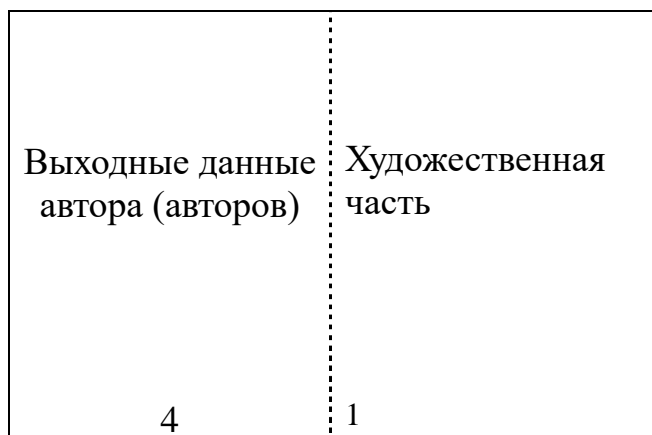 Выходные данные
автора (авторов)
4
Художественная
часть
1